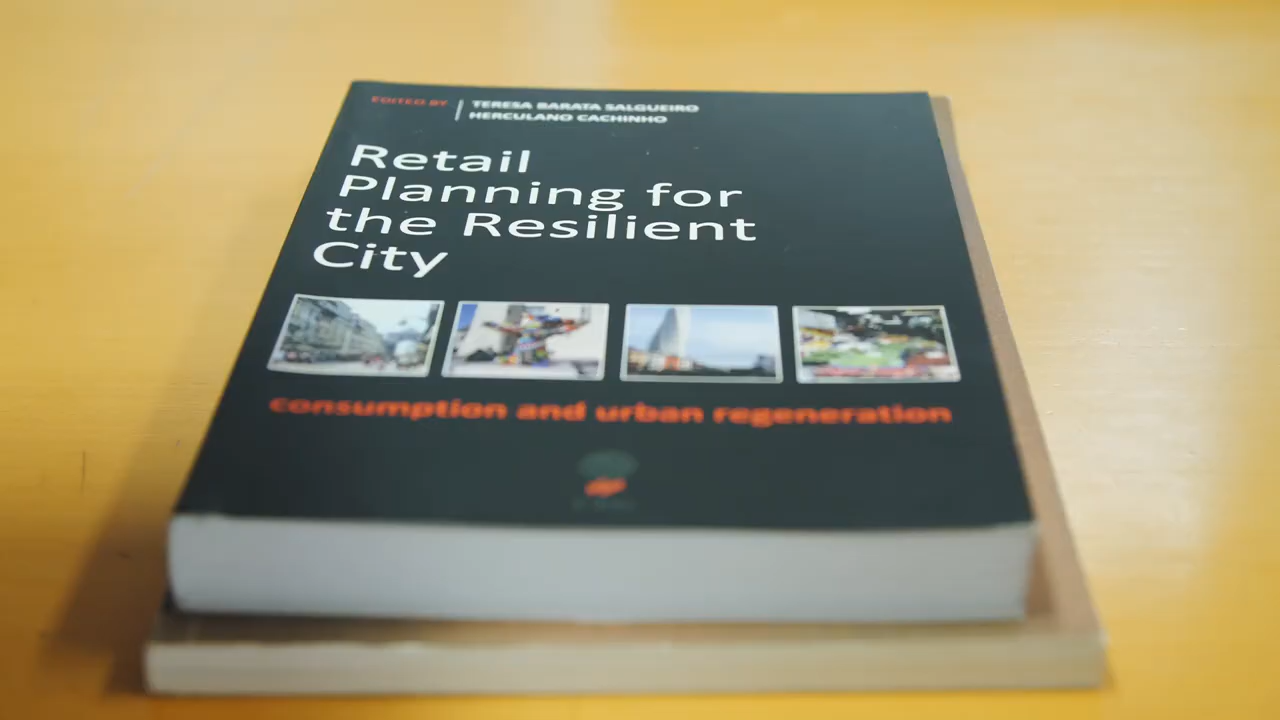 EDITED BY
TERESA BARATA SALGUEIRO
HERCULANO CACHINHO
Retail
Planning for
the Resilient
City
consumption and urban regeneration